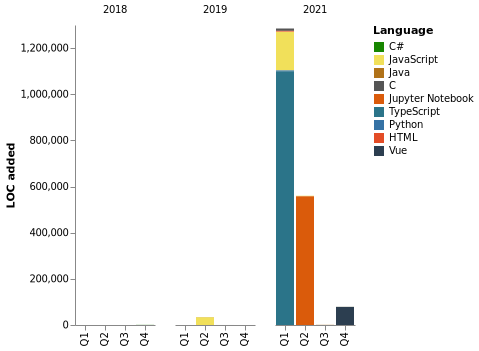 2018 2019 2021
Language
C#
JavaScript
Java
C
Jupyter Notebook
TypeScript
Python
HTML
Vue
LOC added
1,200,000
1,000,000
800,000
600,000
400,000
200,000
0
Q1 Q2 Q3 Q4 Q1 Q2 Q3 Q4 Q1 Q2 Q3 Q4